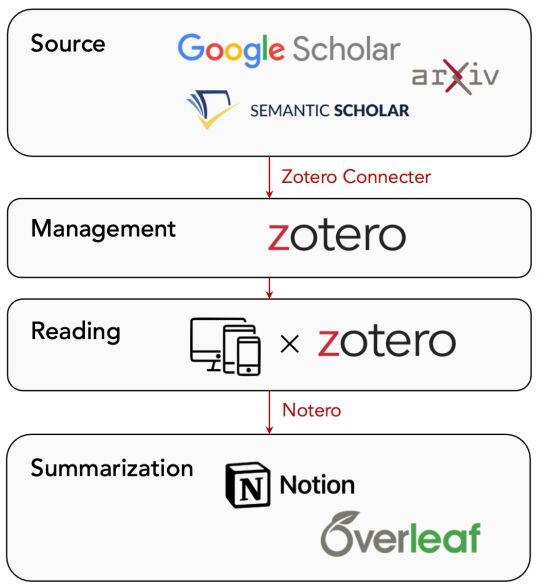 Source
Google Scholar
arXiv
SEMANTIC SCHOLAR
Zotero Connecter
Management
zotero
Reading
× zotero
Notero
Summarization
N Notion
Overleaf